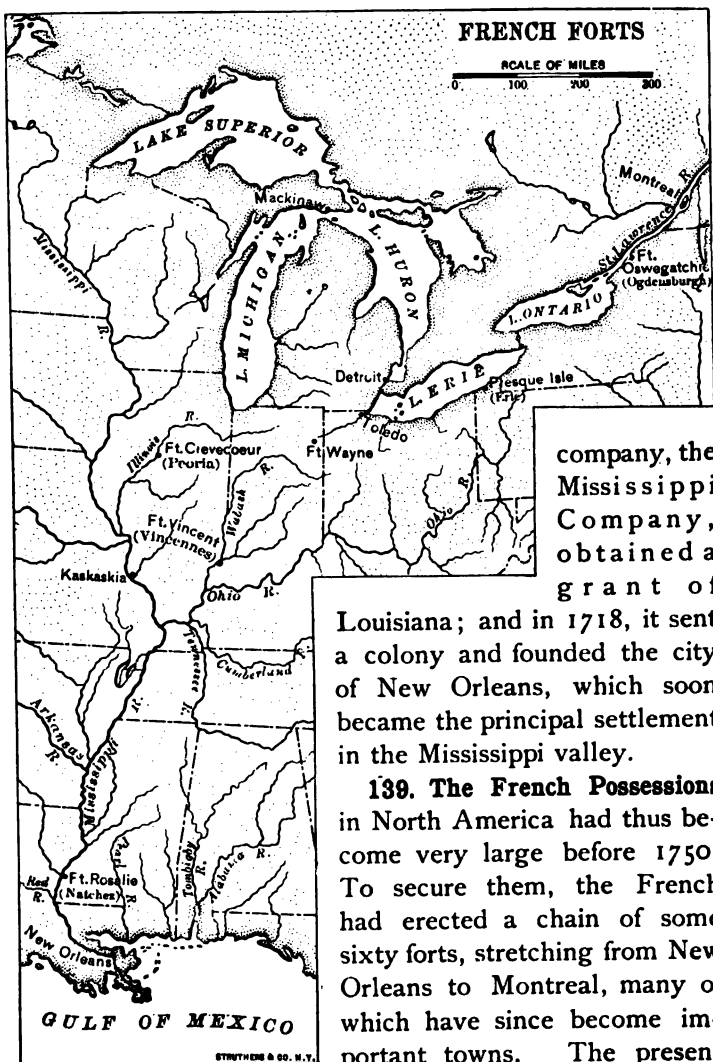 FRENCH FORTS
SCALE OF MILES
0 100 200 300
LAKE SUPERIOR
Mackinaw
Montreal
St. Lawrence R.
Ft.
Oswegatchie
(Ogdensburgh)
Mississippi R.
L. MICHIGAN
L. HURON
L. ONTARIO
Detroit
L. ERIE
Presque Isle
(Erie)
Toledo
Illinois R.
Ft. Crevecoeur
(Peoria)
Ft. Wayne
Wabash R.
Ohio R.
Ft. Vincent
(Vincennes)
Kaskaskia
Ohio R.
Tennessee R.
Cumberland R.
Arkansas R.
Mississippi R.
Pearl R.
Tombigby R.
Alabama R.
Red R.
Ft. Rosalie
(Natchez)
New Orleans
GULF OF MEXICO
STRUTHERS & CO. N.Y.
company, the
Mississippi
Company,
obtained a
grant of
Louisiana; and in 1718, it sent
a colony and founded the city
of New Orleans, which soon
became the principal settlement
in the Mississippi valley.
139. The French Possessions
in North America had thus be-
come very large before 1750
To secure them, the French
had erected a chain of some
sixty forts, stretching from New
Orleans to Montreal, many o
which have since become im-
portant towns. The presen